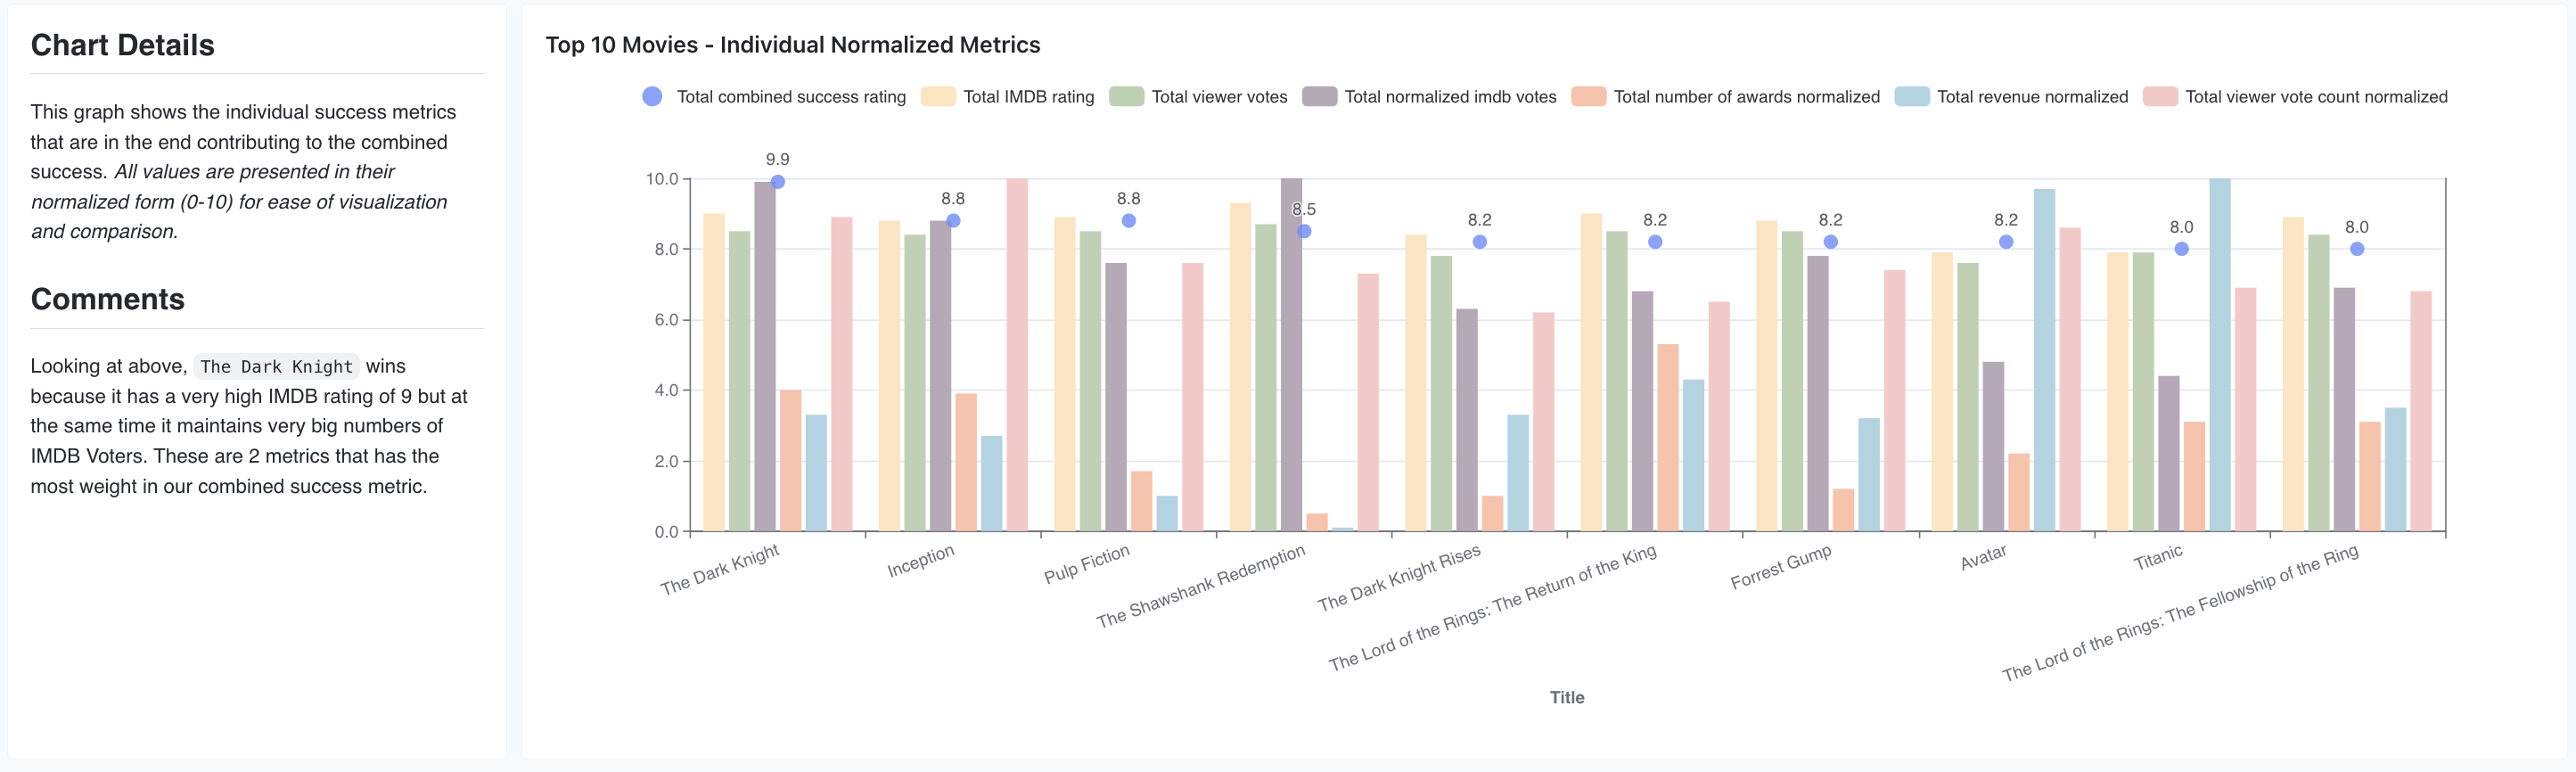 Chart Details
This graph shows the individual success metrics
that are in the end contributing to the combined
success. All values are presented in their
normalized form (0-10) for ease of visualization
and comparison.
Comments
Looking at above, The Dark Knight wins
because it has a very high IMDB rating of 9 but at
the same time it maintains very big numbers of
IMDB Voters. These are 2 metrics that has the
most weight in our combined success metric.
Top 10 Movies - Individual Normalized Metrics
Total combined success rating Total IMDB rating Total viewer votes Total normalized imdb votes Total number of awards normalized Total revenue normalized Total viewer vote count normalized
9.9
8.8
8.8
8.5
8.2
8.2
8.2
8.2
8.0
8.0
10.0
8.0
6.0
4.0
2.0
0.0
The Dark Knight
Inception
Pulp Fiction
The Shawshank Redemption
The Dark Knight Rises
The Lord of the Rings: The Return of the King
Forrest Gump
Avatar
Titanic
The Lord of the Rings: The Fellowship of the Ring
Title